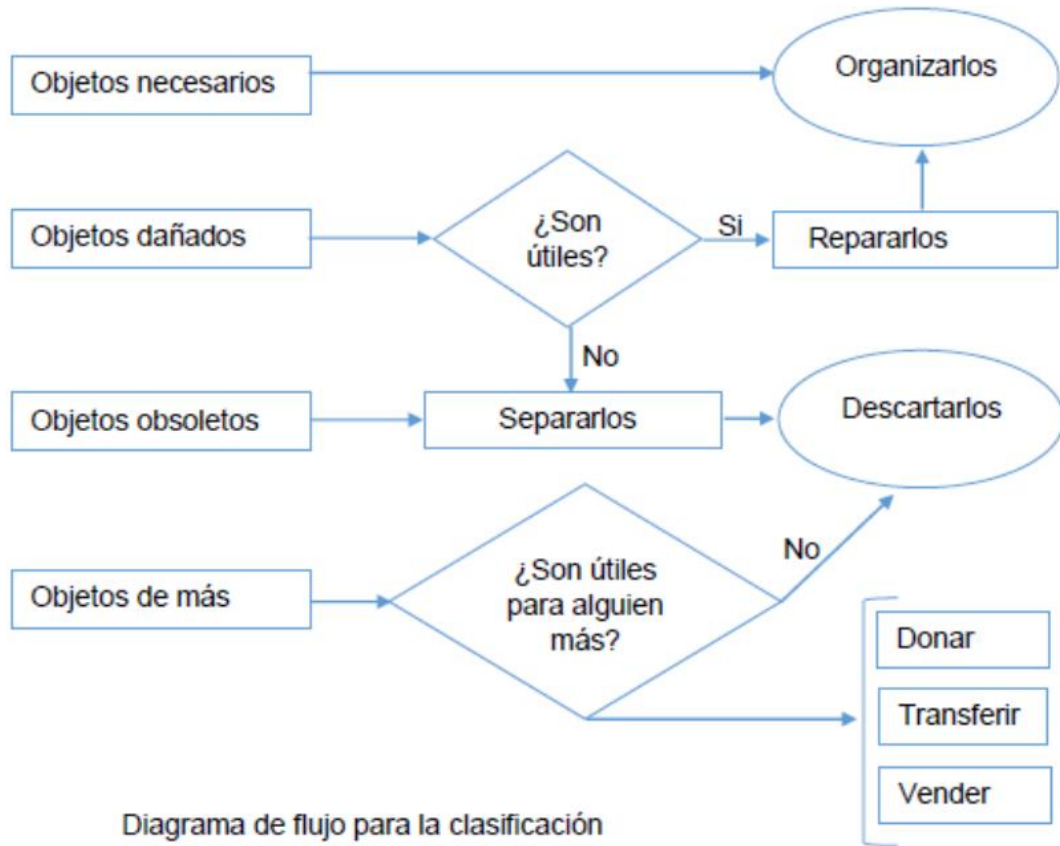 Objetos necesarios
Organizarlos
Objetos dañados
¿Son
útiles?
Si
Repararlos
No
Objetos obsoletos
Separarlos
Descartarlos
Objetos de más
¿Son útiles
para alguien
más?
No
Donar
Transferir
Vender
Diagrama de flujo para la clasificación